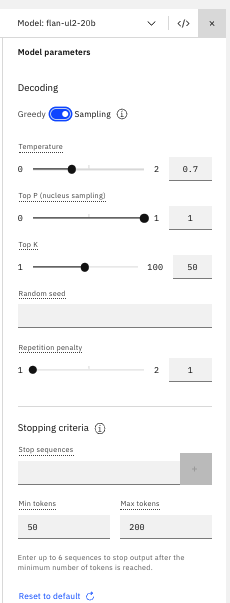 Model: flan-ul2-20b </> ×
Model parameters
Decoding
Greedy Sampling
Temperature
0 2 0.7
Top P (nucleus sampling)
0 1 1
Top K
1 100 50
Random seed
Repetition penalty
1 2 1
Stopping criteria
Stop sequences
+
Min tokens Max tokens
50 200
Enter up to 6 sequences to stop output after the
minimum number of tokens is reached.
Reset to default